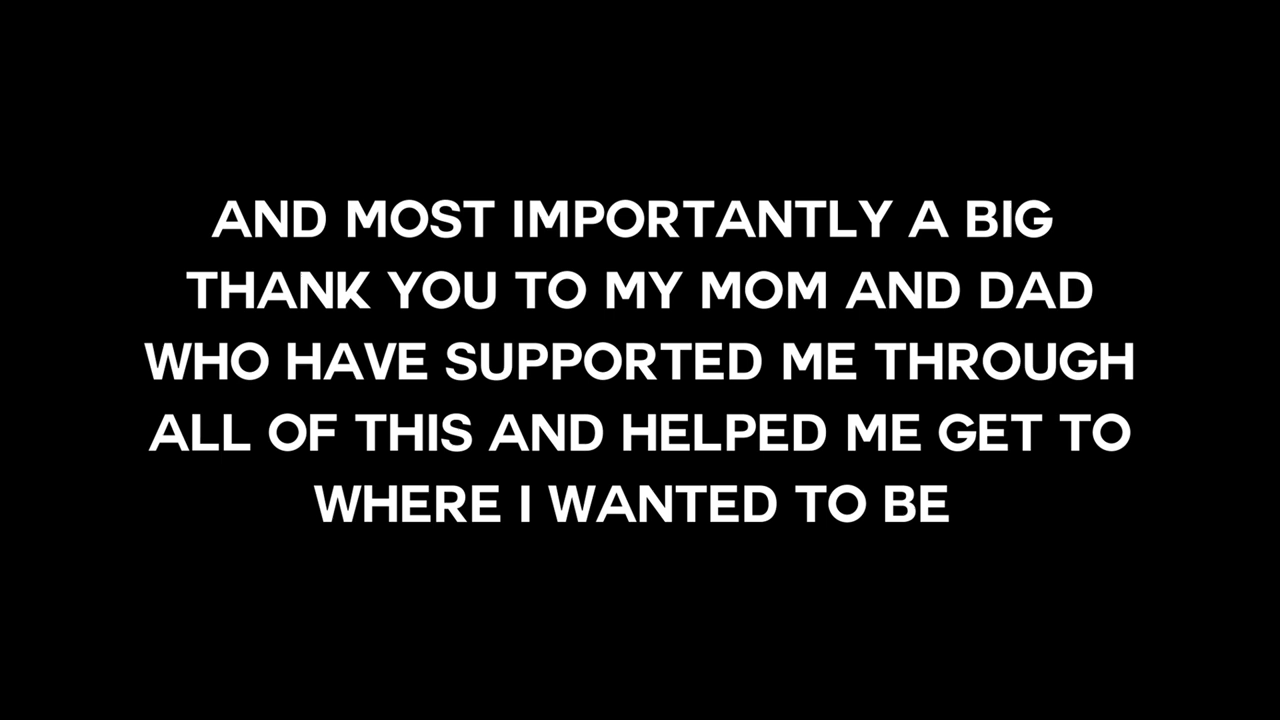 AND MOST IMPORTANTLY A BIG
THANK YOU TO MY MOM AND DAD
WHO HAVE SUPPORTED ME THROUGH
ALL OF THIS AND HELPED ME GET TO
WHERE I WANTED TO BE